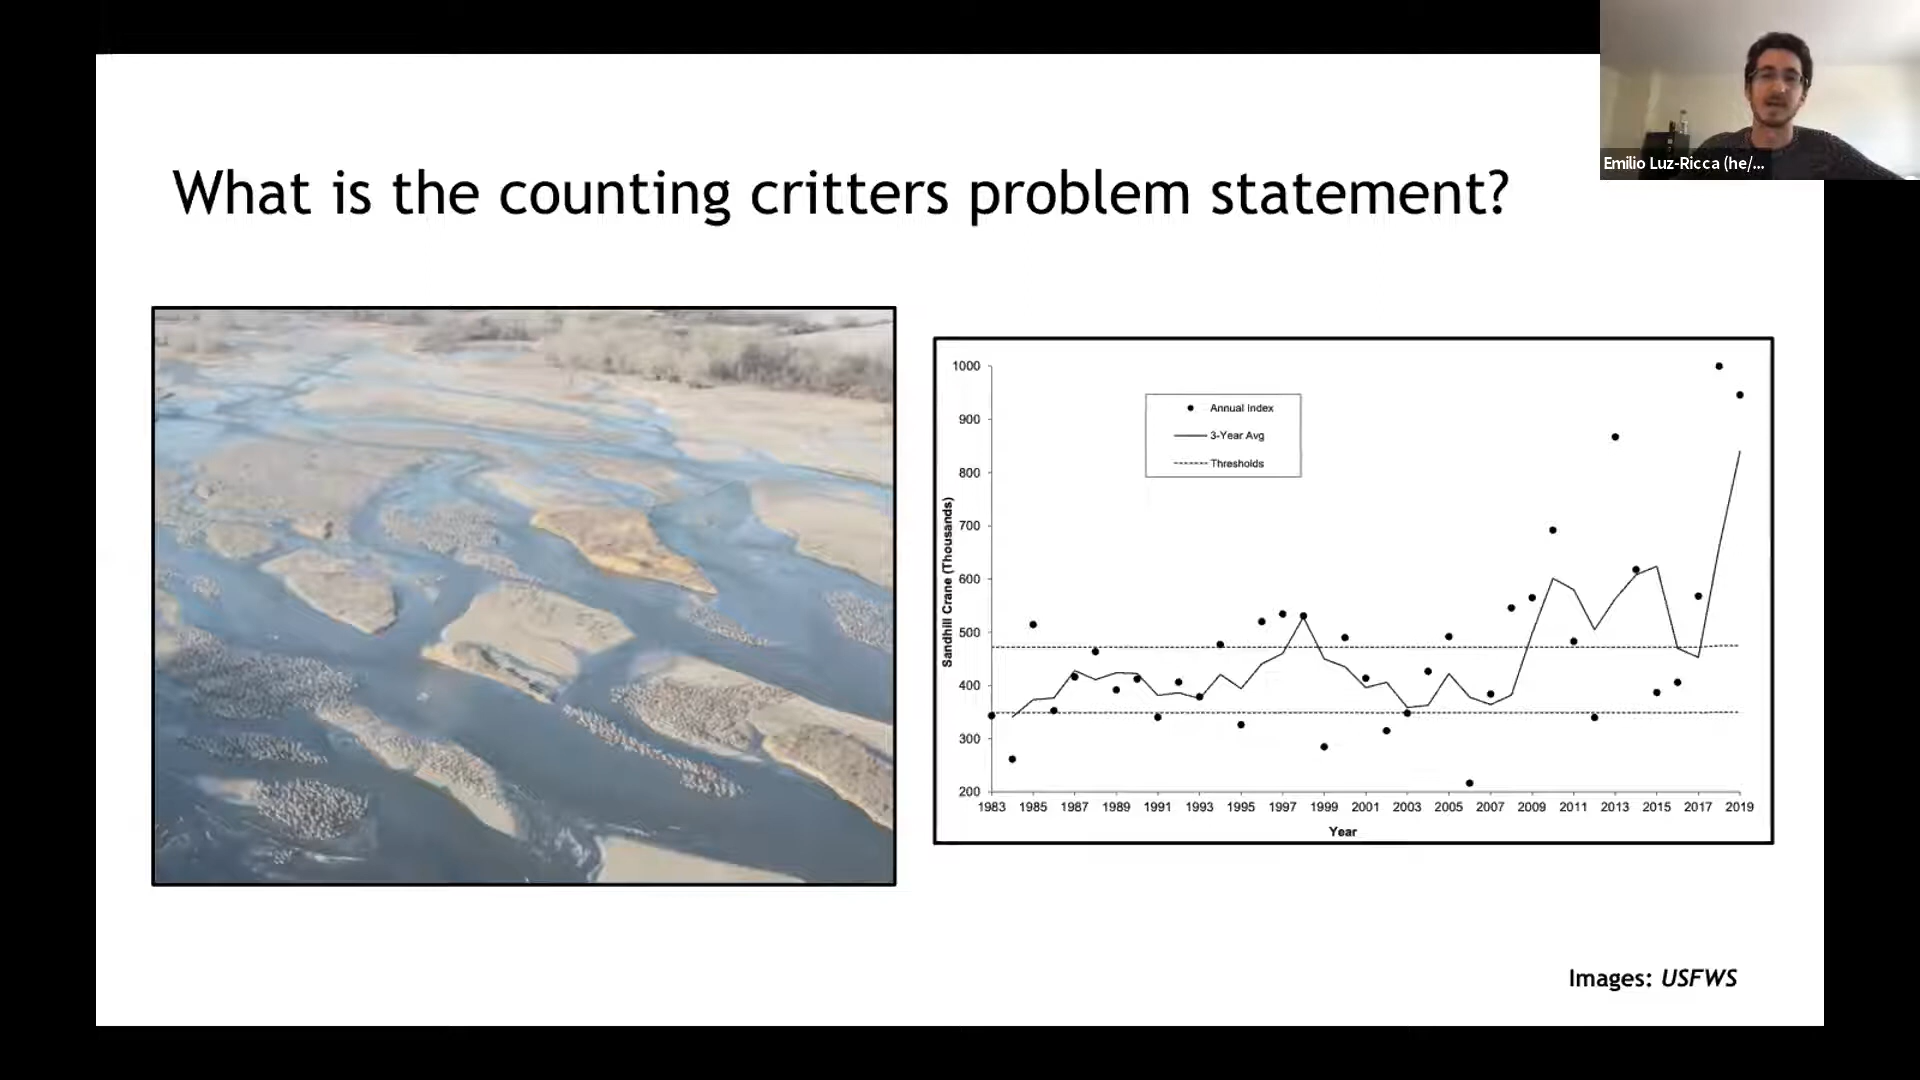 Emilio Luz-Ricca (he/...
What is the counting critters problem statement?
1000
900
800
700
600
500
400
300
200
Sandhill Crane (Thousands)
Annual Index
3-Year Avg
Thresholds
1983 1985 1987 1989 1991 1993 1995 1997 1999 2001 2003 2005 2007 2009 2011 2013 2015 2017 2019
Year
Images: USFWS